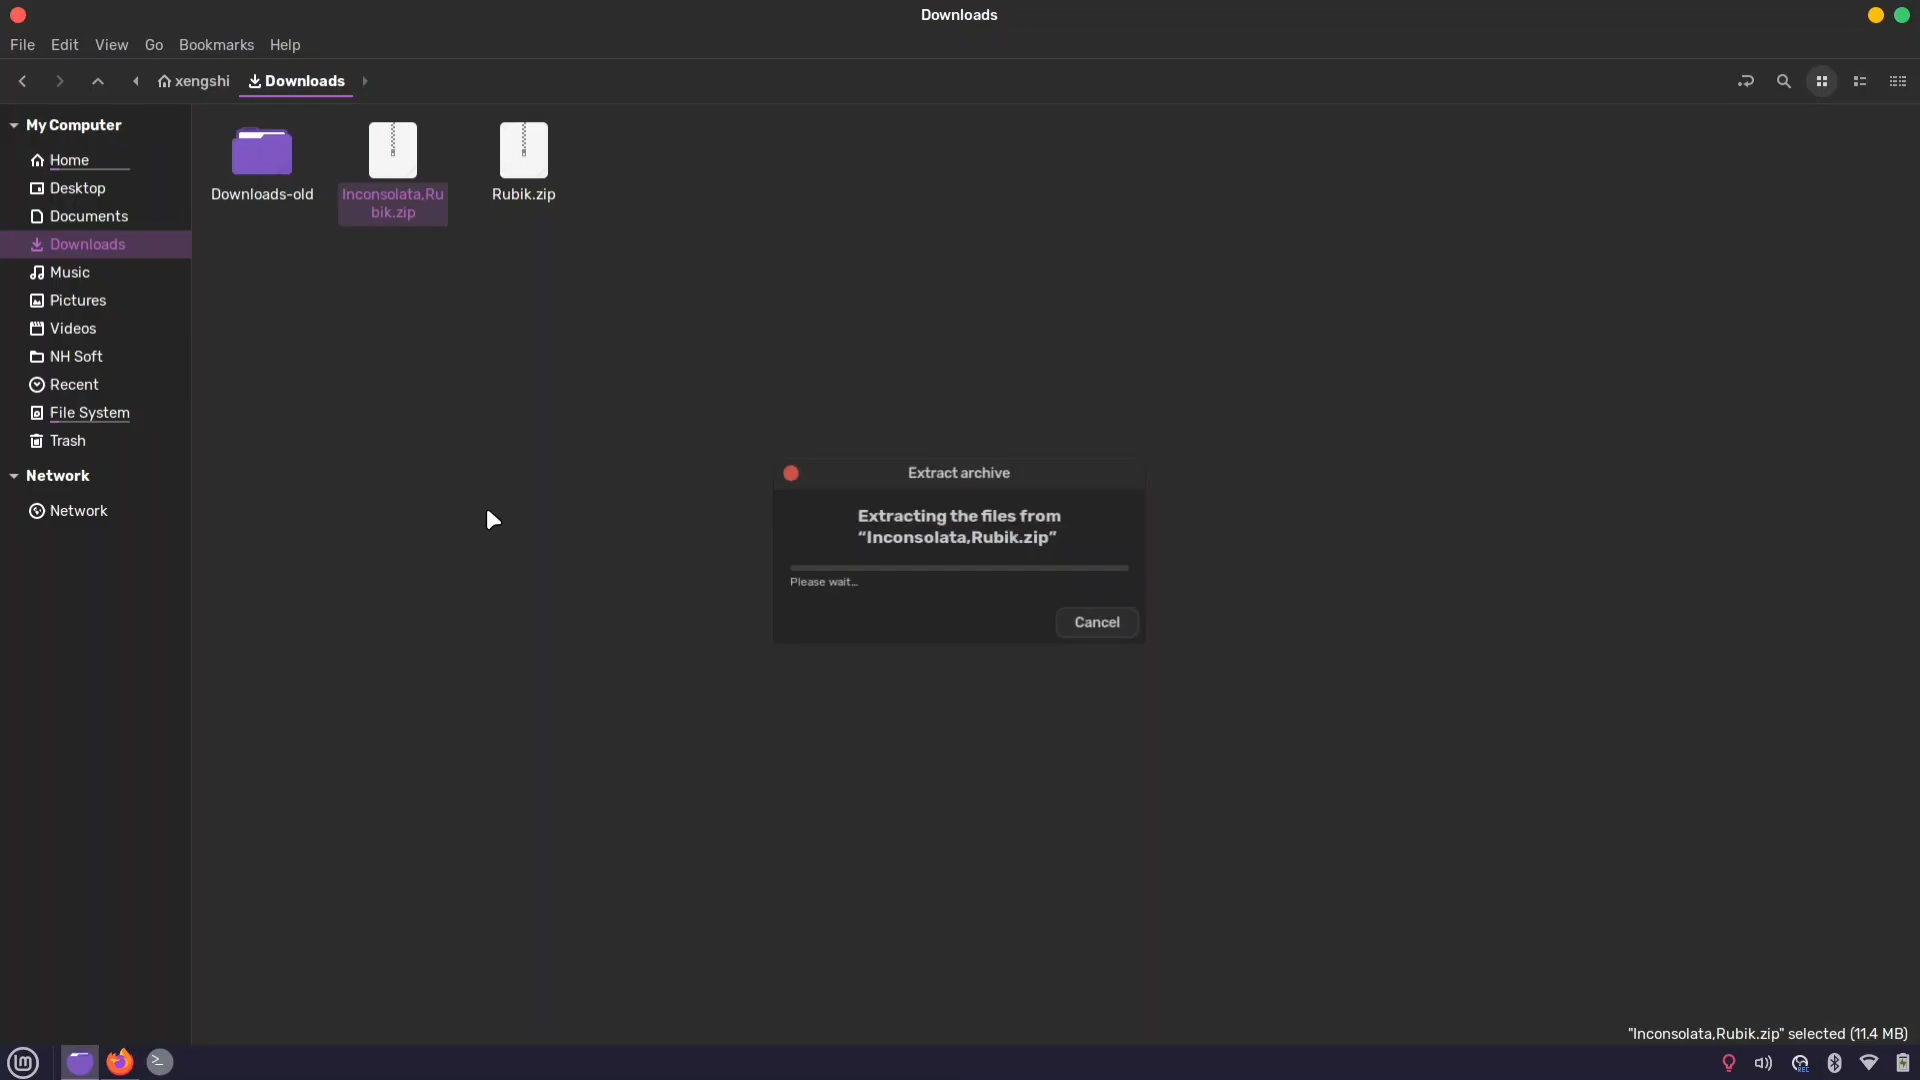 Downloads
File Edit View Go Bookmarks Help
xengshi Downloads
My Computer
Home
Desktop
Documents
Downloads
Music
Pictures
Videos
NH Soft
Recent
File System
Trash
Network
Network
Downloads-old
Inconsolata,Ru
bik.zip
Rubik.zip
Extract archive
Extracting the files from
“Inconsolata,Rubik.zip”
Please wait…
Cancel
"Inconsolata,Rubik.zip" selected (11.4 MB)
lm
>_
REC